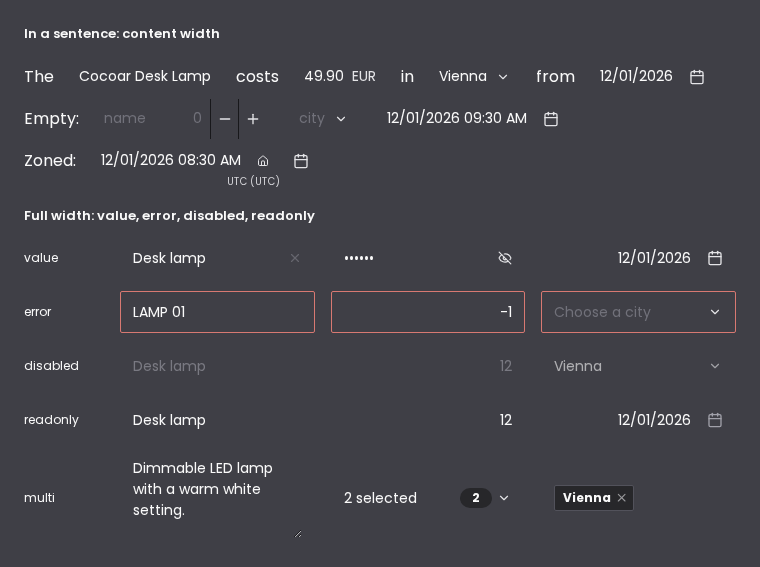 In a sentence: content width
The Cocoar Desk Lamp costs 49.90 EUR in Vienna from 12/01/2026
Empty: name 0 city 12/01/2026 09:30 AM
Zoned: 12/01/2026 08:30 AM
UTC (UTC)
Full width: value, error, disabled, readonly
value Desk lamp •••••• 12/01/2026
error LAMP 01 -1 Choose a city
disabled Desk lamp 12 Vienna
readonly Desk lamp 12 12/01/2026
multi Dimmable LED lamp
with a warm white
setting.
2 selected 2 Vienna